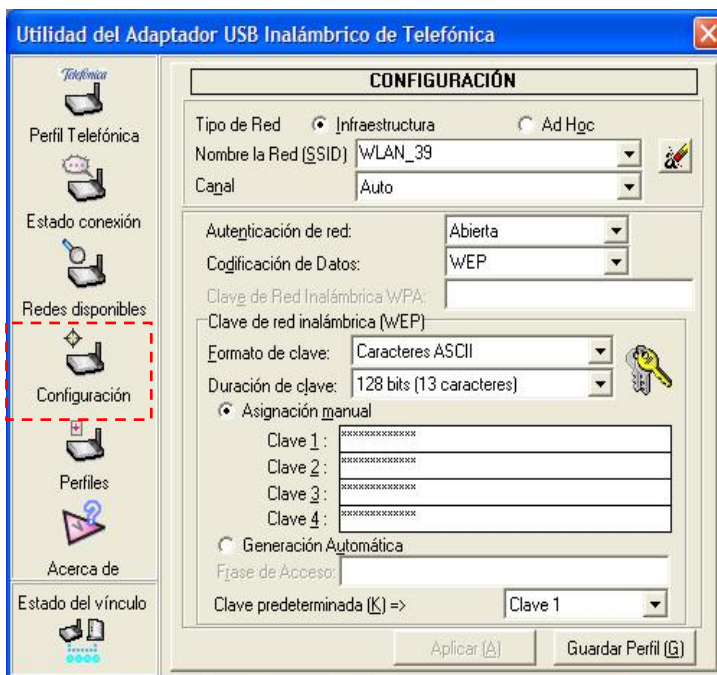 Utilidad del Adaptador USB Inalámbrico de Telefónica
Telefónica
Perfil Telefónica
Estado conexión
Redes disponibles
Configuración
Perfiles
Acerca de
Estado del vínculo
CONFIGURACIÓN
Tipo de Red Infraestructura Ad Hoc
Nombre la Red (SSID) WLAN_39
Canal Auto
Autenticación de red: Abierta
Codificación de Datos: WEP
Clave de Red Inalámbrica WPA:
Clave de red inalámbrica (WEP)
Formato de clave: Caracteres ASCII
Duración de clave: 128 bits (13 caracteres)
Asignación manual
Clave 1 : *************
Clave 2 : *************
Clave 3 : *************
Clave 4 : *************
Generación Automática
Frase de Acceso:
Clave predeterminada (K) => Clave 1
Aplicar (A) Guardar Perfil (G)